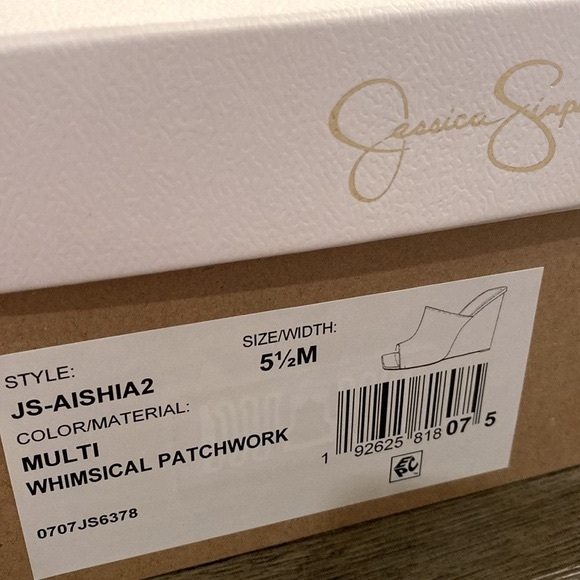 Jessica Simp
STYLE:
JS-AISHIA2
SIZE/WIDTH:
5½M
COLOR/MATERIAL:
MULTI
WHIMSICAL PATCHWORK
0707JS6378
1 92625 818 07 5